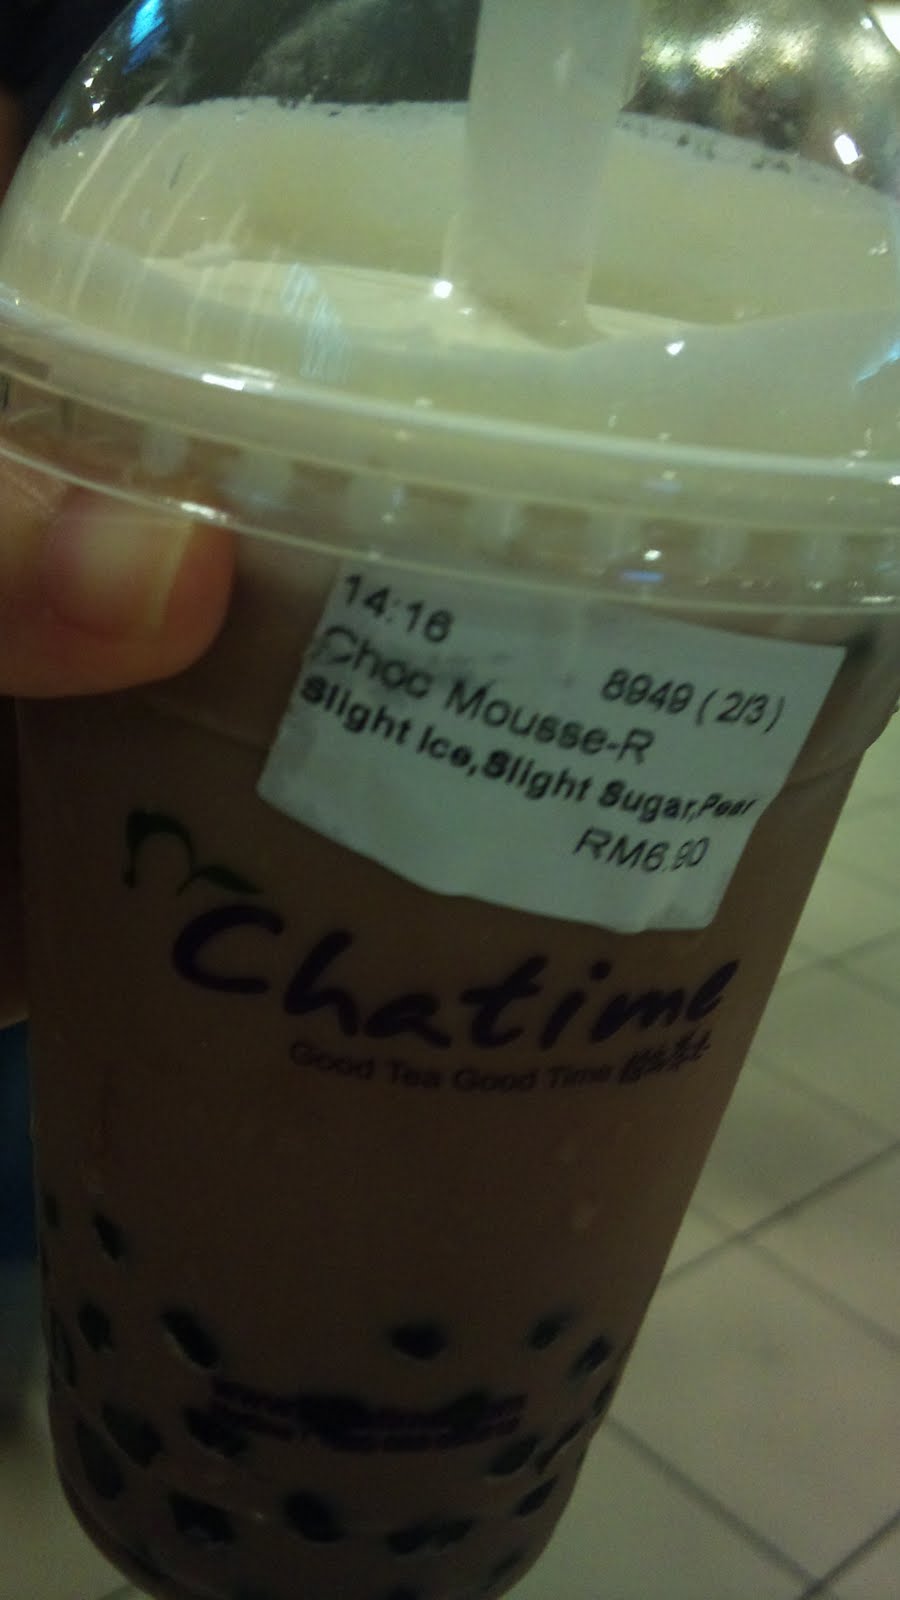 14:16
8949 (2/3)
Choc Mousse-R
Slight Ice,Slight Sugar,Pear
RM6.90
Chatime
Good Tea Good Time